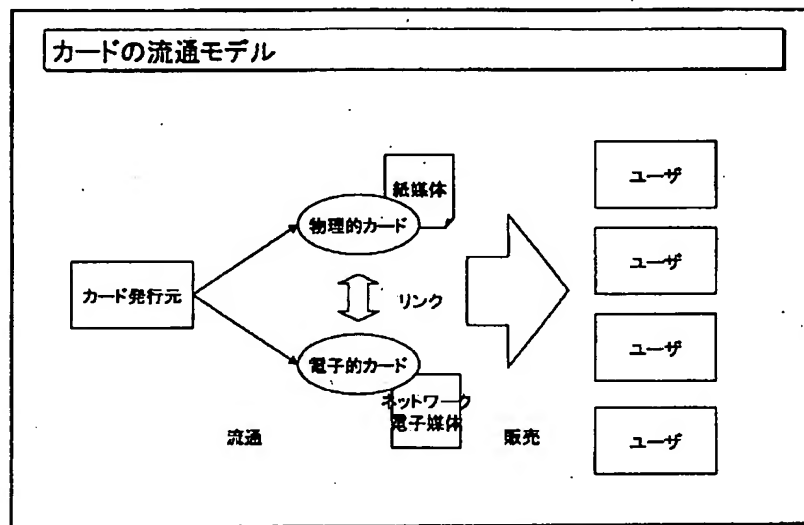 カードの流通モデル
紙媒体
物理的カード
カード発行元
リンク
電子的カード
ネットワーク
電子媒体
流通
販売
ユーザ
ユーザ
ユーザ
ユーザ